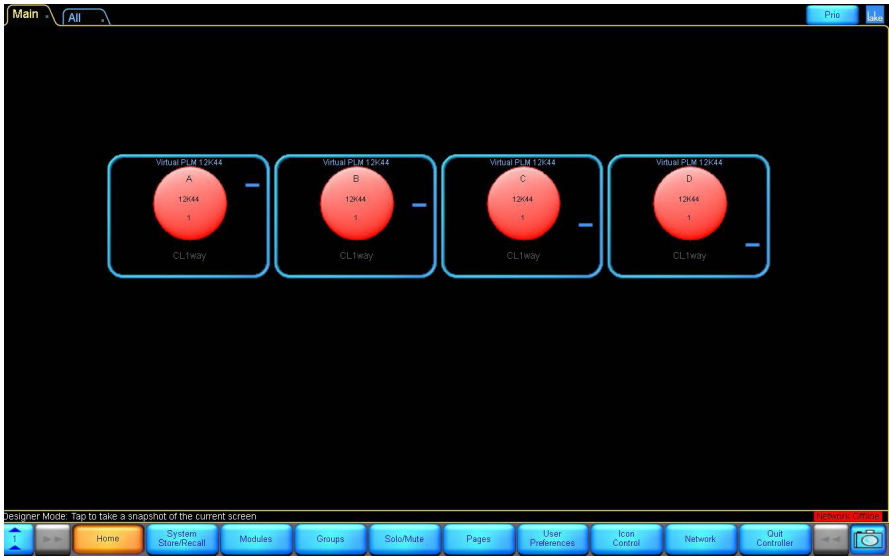 Main
All
Prio
lake
Virtual PLM 12K44
A
12K44
1
CL1way
Virtual PLM 12K44
B
12K44
1
CL1way
Virtual PLM 12K44
C
12K44
1
CL1way
Virtual PLM 12K44
D
12K44
1
CL1way
Designer Mode: Tap to take a snapshot of the current screen
Network Offline
1
Home
System
Store/Recall
Modules
Groups
Solo/Mute
Pages
User
Preferences
Icon
Control
Network
Quit
Controller